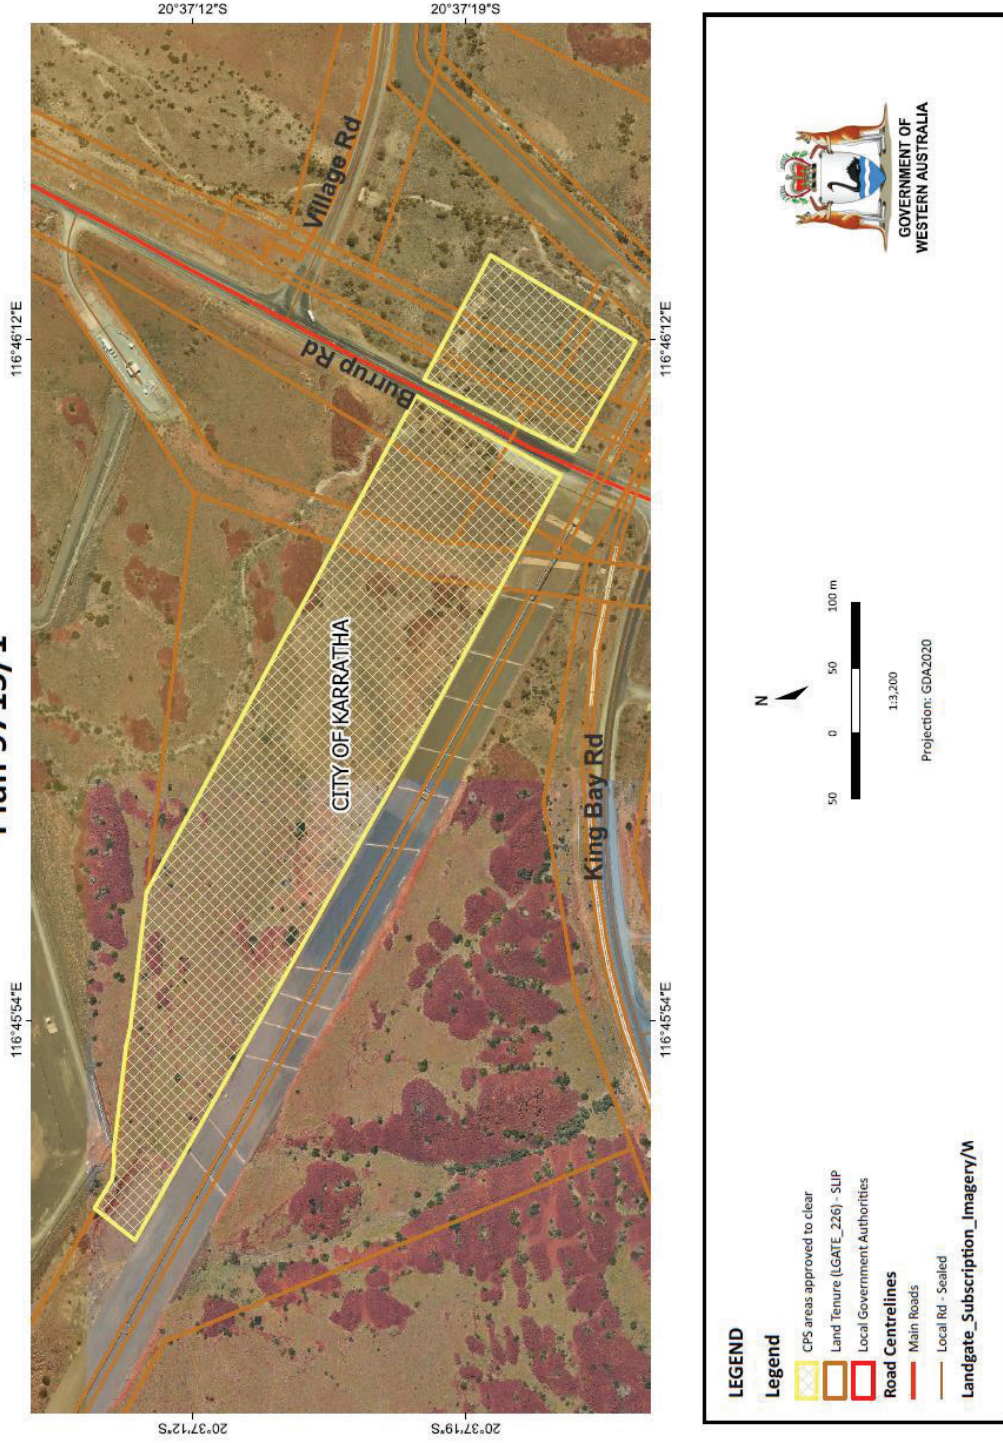 116°45'54"E
116°46'12"E
20°37'12"S
20°37'19"S
20°37'12"S
20°37'19"S
Village Rd
Burrup Rd
CITY OF KARRATHA
King Bay Rd
116°45'54"E
116°46'12"E
LEGEND
Legend
CPS areas approved to clear
Land Tenure (LGATE_226) - SLIP
Local Government Authorities
Road Centrelines
Main Roads
Local Rd - Sealed
Landgate_Subscription_Imagery/W
N
50 0 50 100 m
1:3,200
Projection: GDA2020
GOVERNMENT OF
WESTERN AUSTRALIA